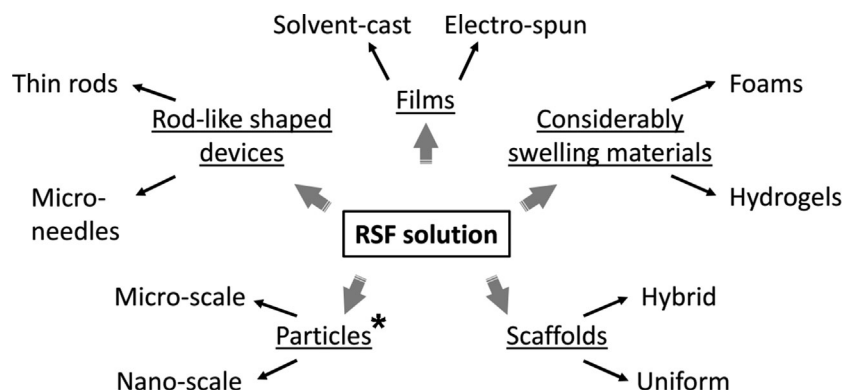 Solvent-cast
Electro-spun
Thin rods
Films
Foams
Rod-like shaped
devices
Considerably
swelling materials
Micro-
needles
Hydrogels
RSF solution
Micro-scale
Hybrid
Particles*
Scaffolds
Nano-scale
Uniform